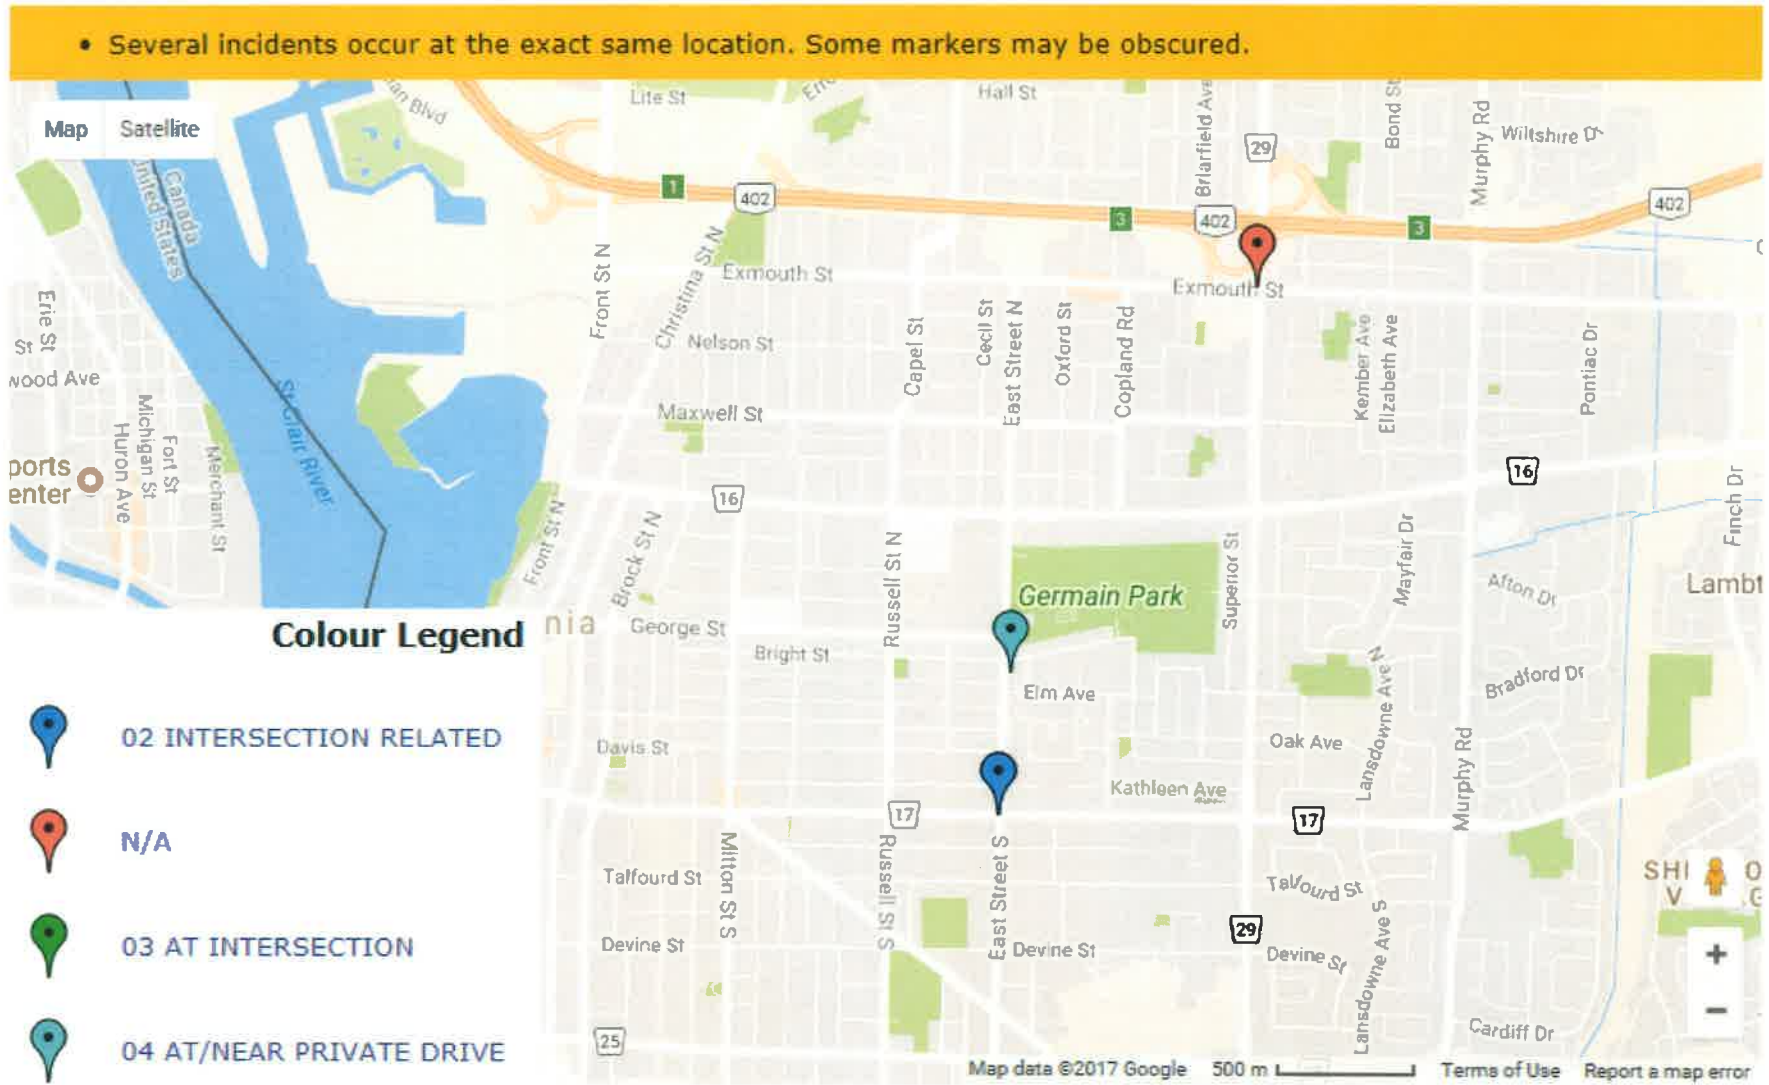 • Several incidents occur at the exact same location. Some markers may be obscured.
Map Satellite
Lite St
Hall St
Briarfield Ave
29
Bond St
Murphy Rd
Wiltshire Dr
Canada
United States
1
402
3
402
3
402
Front St N
Christina St N
Exmouth St
Exmouth St
Erie St
St
wood Ave
Nelson St
Capel St
Cecil St
East Street N
Oxford St
Copland Rd
Kember Ave
Elizabeth Ave
Pontiac Dr
Maxwell St
Michigan St
Fort St
Huron Ave
Merchant St
St Clair River
ports
enter
16
16
Finch Dr
Front St N
Brock St N
Russell St N
Superior St
Mayfair Dr
Germain Park
Afton Dr
Lambt
Colour Legend
nia
George St
Bright St
Elm Ave
Lansdowne Ave N
Bradford Dr
02 INTERSECTION RELATED
Davis St
Oak Ave
Kathleen Ave
Murphy Rd
17
17
N/A
Mitton St S
Russell St S
East Street S
Talfourd St
Talfourd St
SHI
O
V
G
29
03 AT INTERSECTION
Devine St
Devine St
Devine St
Lansdowne Ave S
+
−
04 AT/NEAR PRIVATE DRIVE
25
Cardiff Dr
Map data ©2017 Google 500 m Terms of Use Report a map error